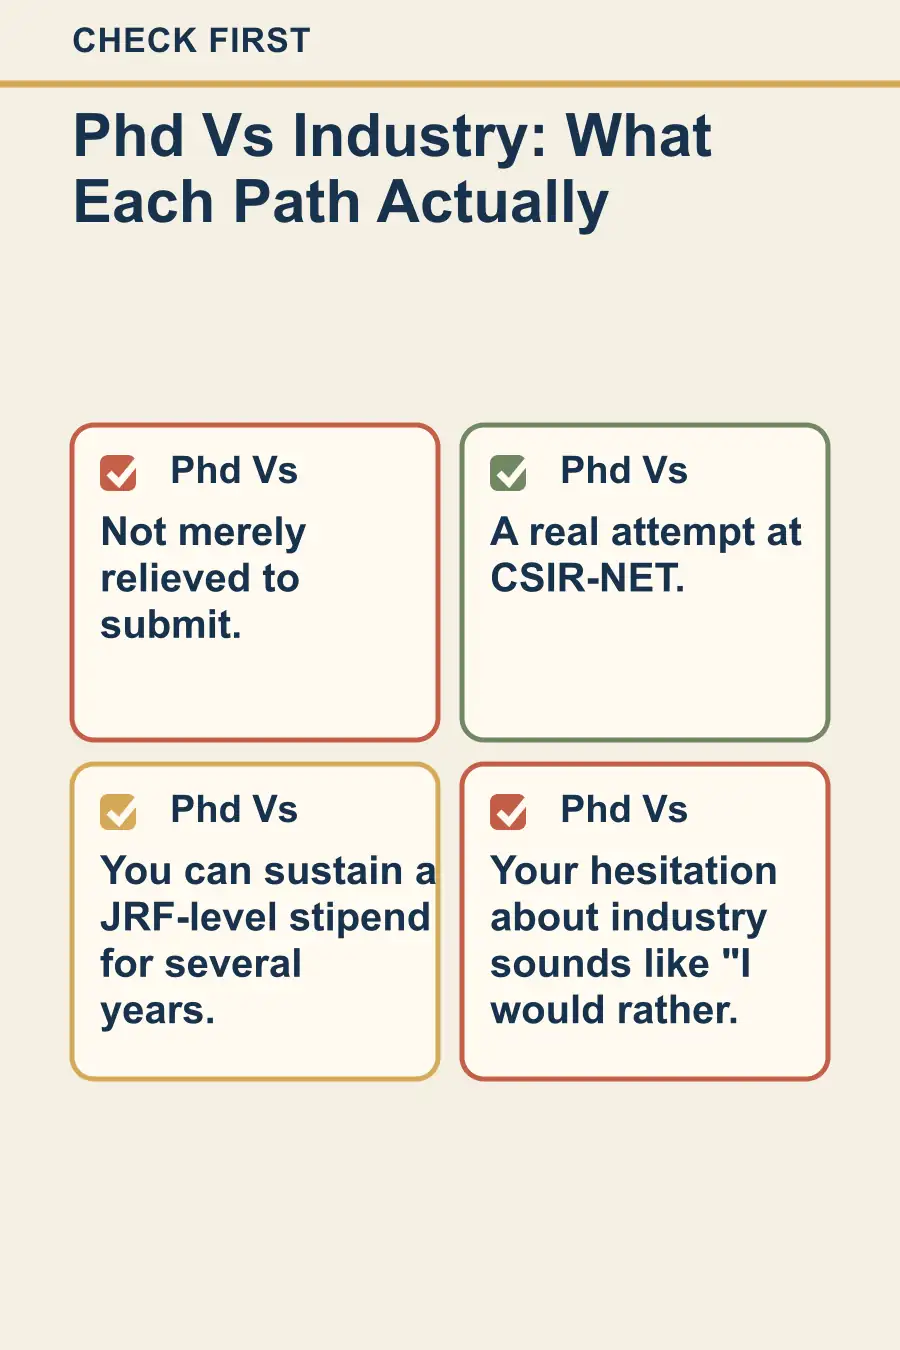 CHECK FIRST
Phd Vs Industry: What
Each Path Actually
Phd Vs
Not merely
relieved to
submit.
Phd Vs
A real attempt at
CSIR-NET.
Phd Vs
You can sustain a
JRF-level stipend
for several
years.
Phd Vs
Your hesitation
about industry
sounds like "I
would rather.